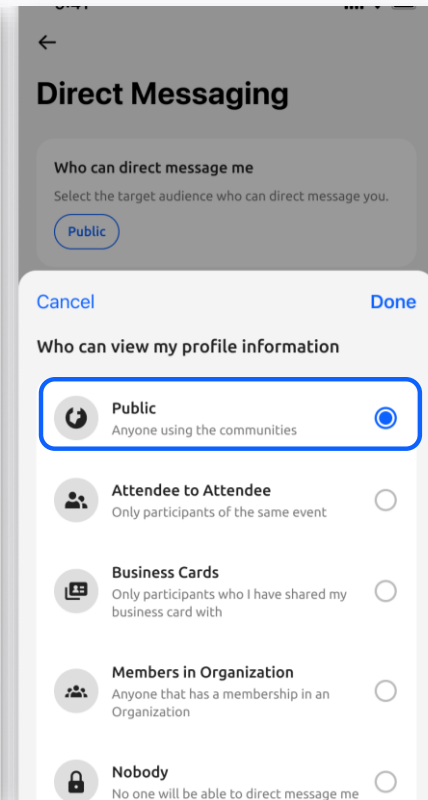 Direct Messaging
Who can direct message me
Select the target audience who can direct message you.
Public
Cancel
Done
Who can view my profile information
Public
Anyone using the communities
Attendee to Attendee
Only participants of the same event
Business Cards
Only participants who I have shared my
business card with
Members in Organization
Anyone that has a membership in an
Organization
Nobody
No one will be able to direct message me